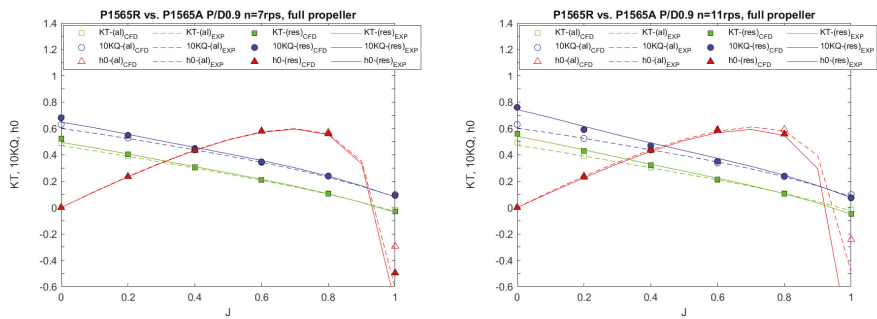 P1565R vs. P1565A P/D0.9 n=7rps, full propeller
KT-(al)CFD KT-(al)EXP KT-(res)CFD KT-(res)EXP
10KQ-(al)CFD 10KQ-(al)EXP 10KQ-(res)CFD 10KQ-(res)EXP
h0-(al)CFD h0-(al)EXP h0-(res)CFD h0-(res)EXP
KT, 10KQ, h0
1.4
1.2
1
0.8
0.6
0.4
0.2
0
-0.2
-0.4
-0.6
0 0.2 0.4 0.6 0.8 1
J
P1565R vs. P1565A P/D0.9 n=11rps, full propeller
KT-(al)CFD KT-(al)EXP KT-(res)CFD KT-(res)EXP
10KQ-(al)CFD 10KQ-(al)EXP 10KQ-(res)CFD 10KQ-(res)EXP
h0-(al)CFD h0-(al)EXP h0-(res)CFD h0-(res)EXP
KT, 10KQ, h0
1.4
1.2
1
0.8
0.6
0.4
0.2
0
-0.2
-0.4
-0.6
0 0.2 0.4 0.6 0.8 1
J